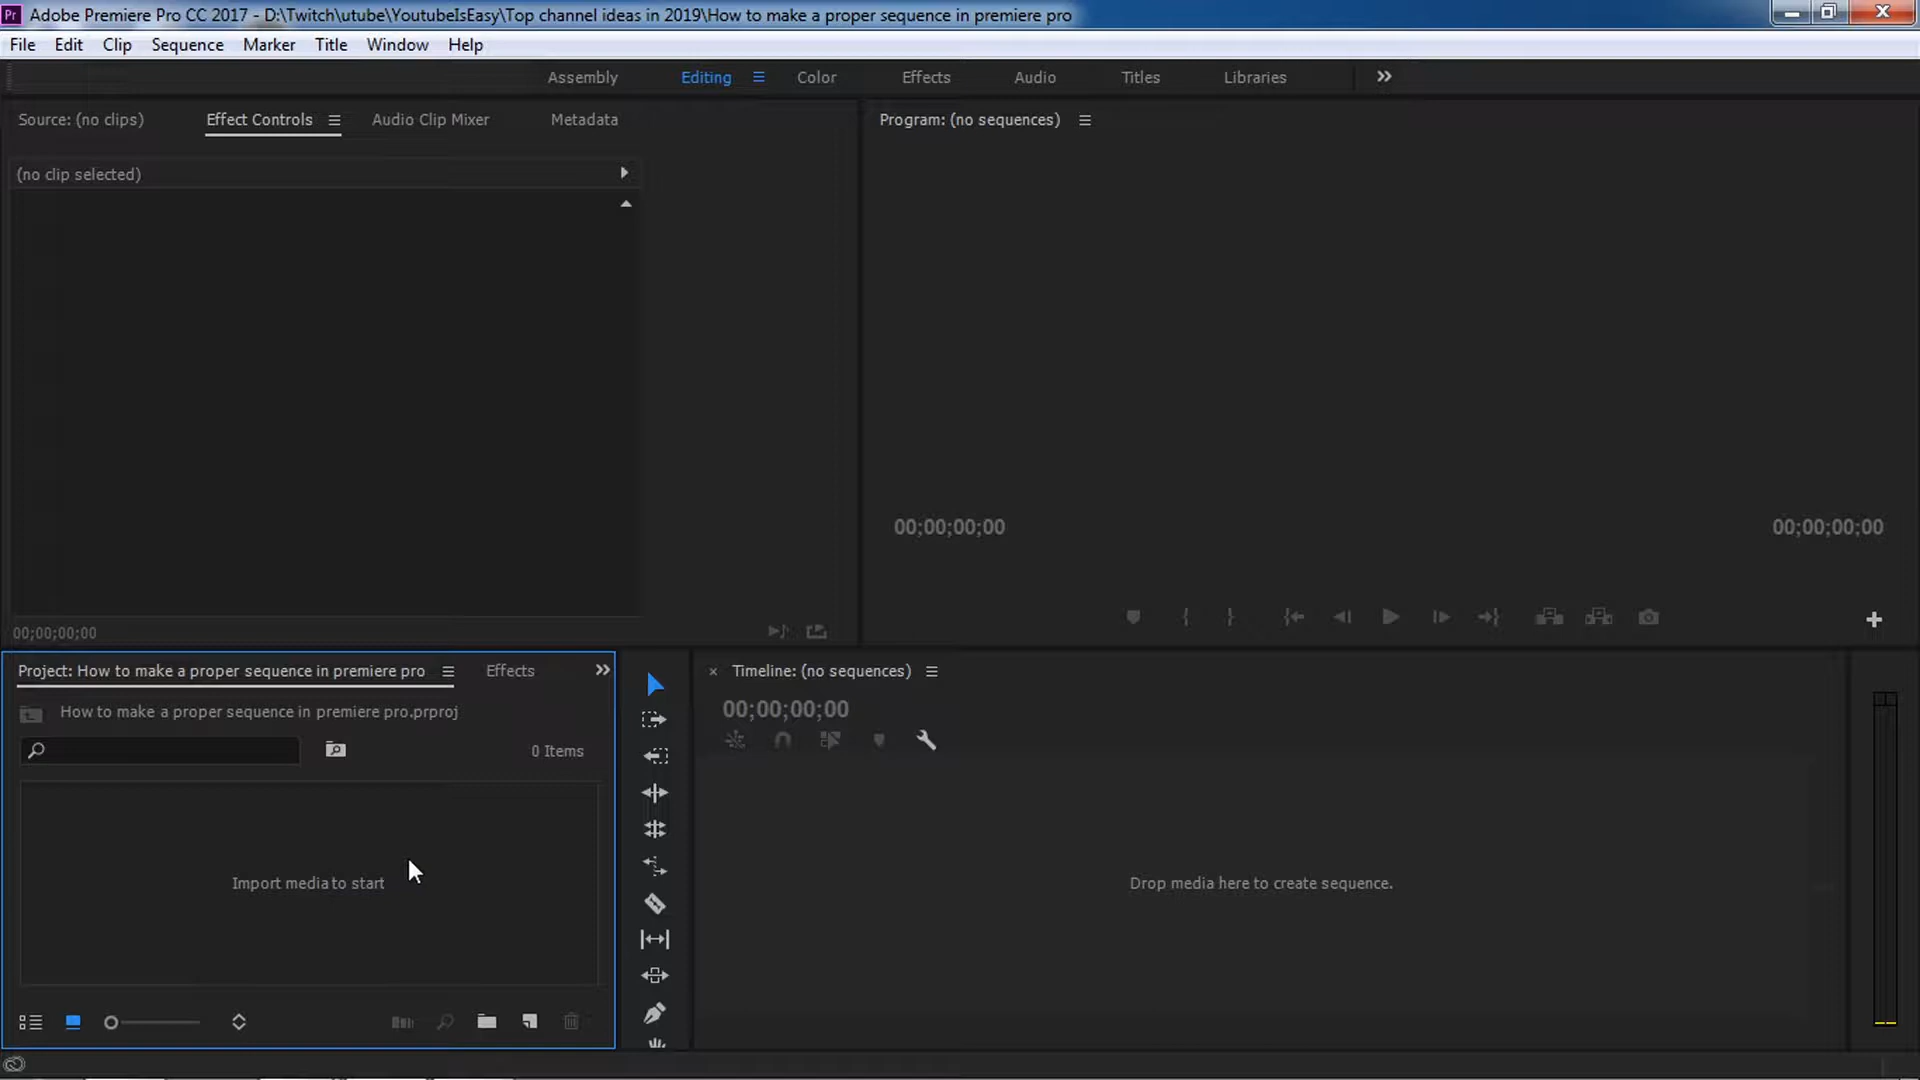 Pr Adobe Premiere Pro CC 2017 - D:\Twitch\utube\YoutubeIsEasy\Top channel ideas in 2019\How to make a proper sequence in premiere pro
File Edit Clip Sequence Marker Title Window Help
Assembly Editing Color Effects Audio Titles Libraries
Source: (no clips) Effect Controls Audio Clip Mixer Metadata
Program: (no sequences)
(no clip selected)
00;00;00;00 00;00;00;00
00;00;00;00
Project: How to make a proper sequence in premiere pro Effects
Timeline: (no sequences)
How to make a proper sequence in premiere pro.prproj
00;00;00;00
0 Items
Import media to start
Drop media here to create sequence.